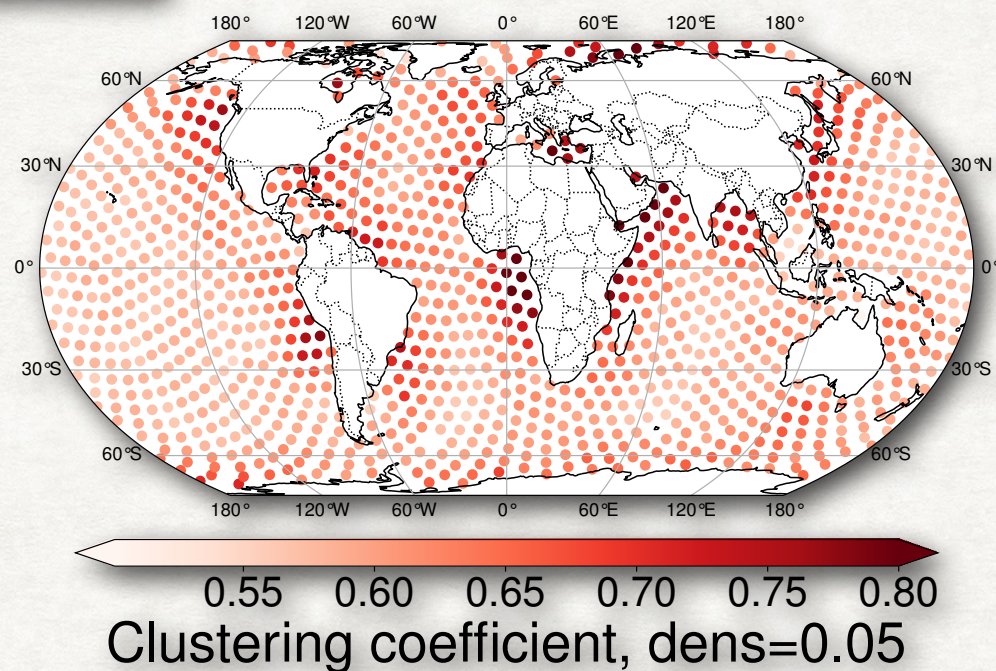 180° 120°W 60°W 0° 60°E 120°E 180°
60°N 60°N
30°N 30°N
0° 0°
30°S 30°S
60°S 60°S
180° 120°W 60°W 0° 60°E 120°E 180°
0.55 0.60 0.65 0.70 0.75 0.80
Clustering coefficient, dens=0.05